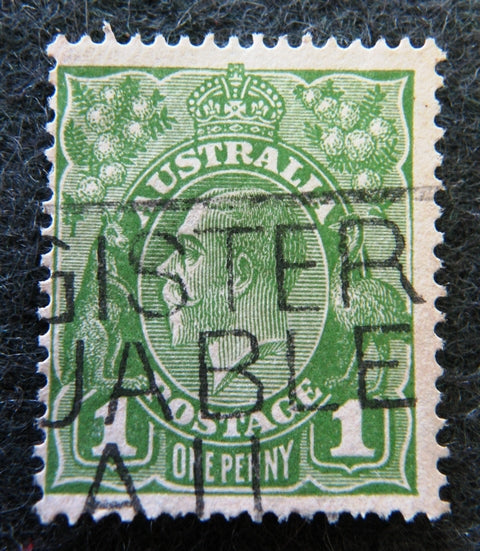 AUSTRALIA
GISTER
UABLE
POSTAGE
1 1
ONE PENNY